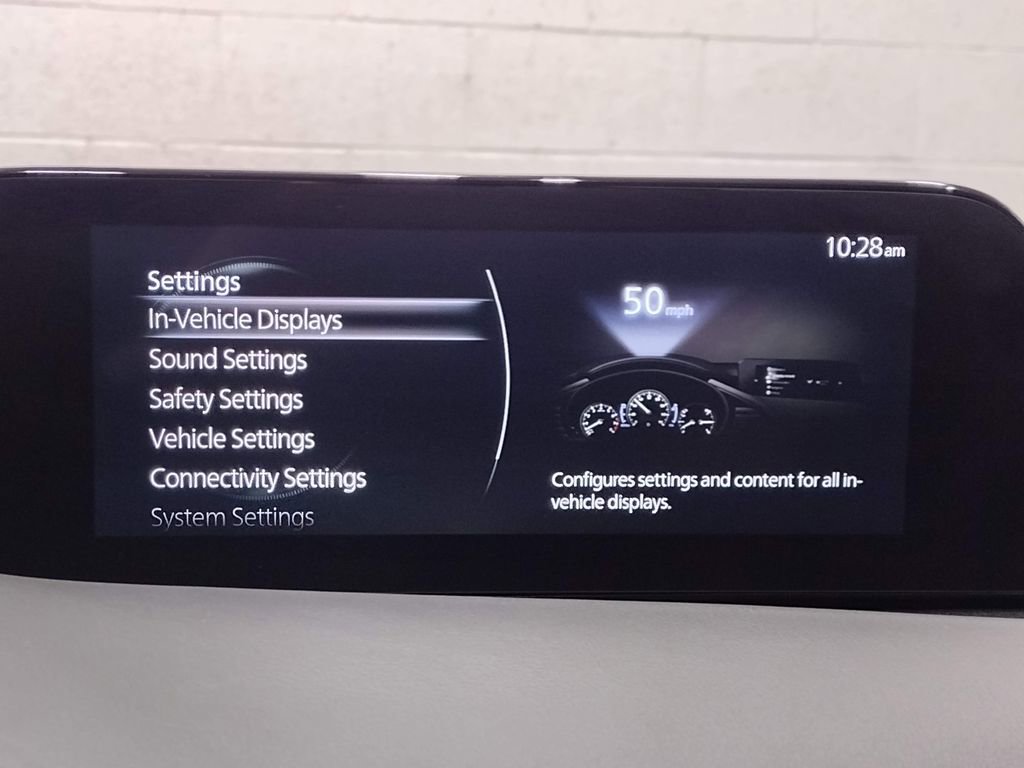 10:28am
Settings
In-Vehicle Displays
Sound Settings
Safety Settings
Vehicle Settings
Connectivity Settings
System Settings
50 mph
Configures settings and content for all in-
vehicle displays.